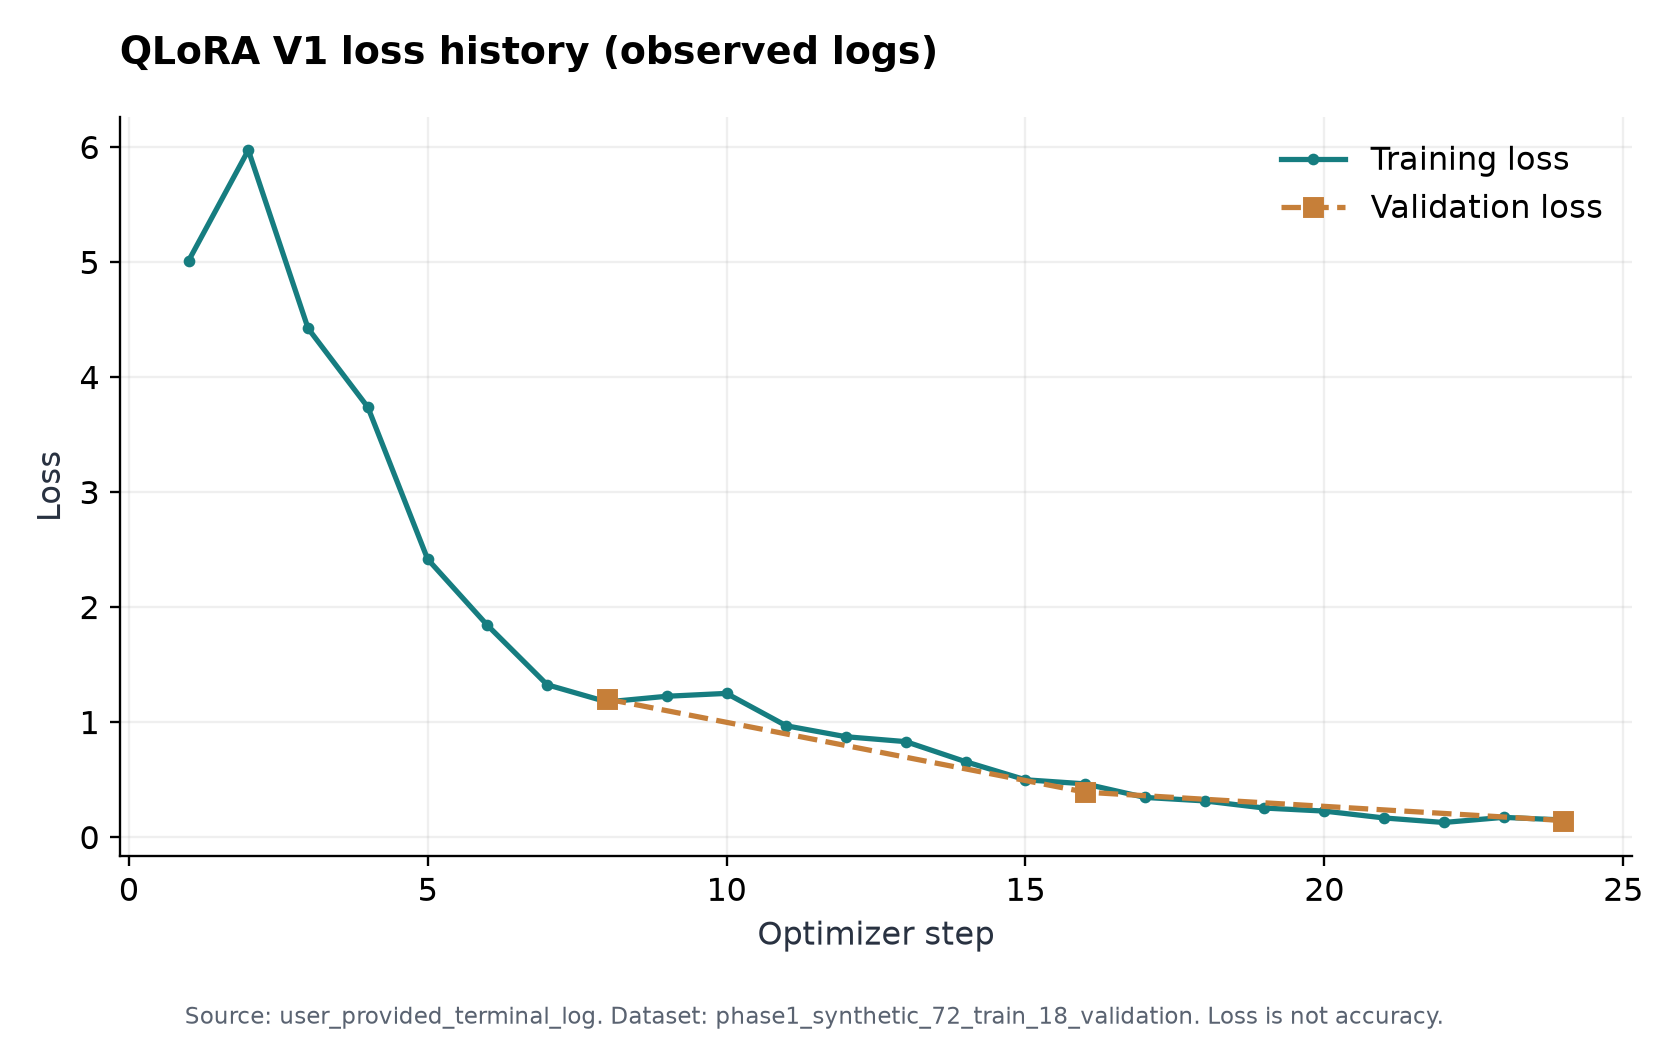 QLoRA V1 loss history (observed logs)
Training loss
Validation loss
6
5
4
3
2
1
0
Loss
0 5 10 15 20 25
Optimizer step
Source: user_provided_terminal_log. Dataset: phase1_synthetic_72_train_18_validation. Loss is not accuracy.